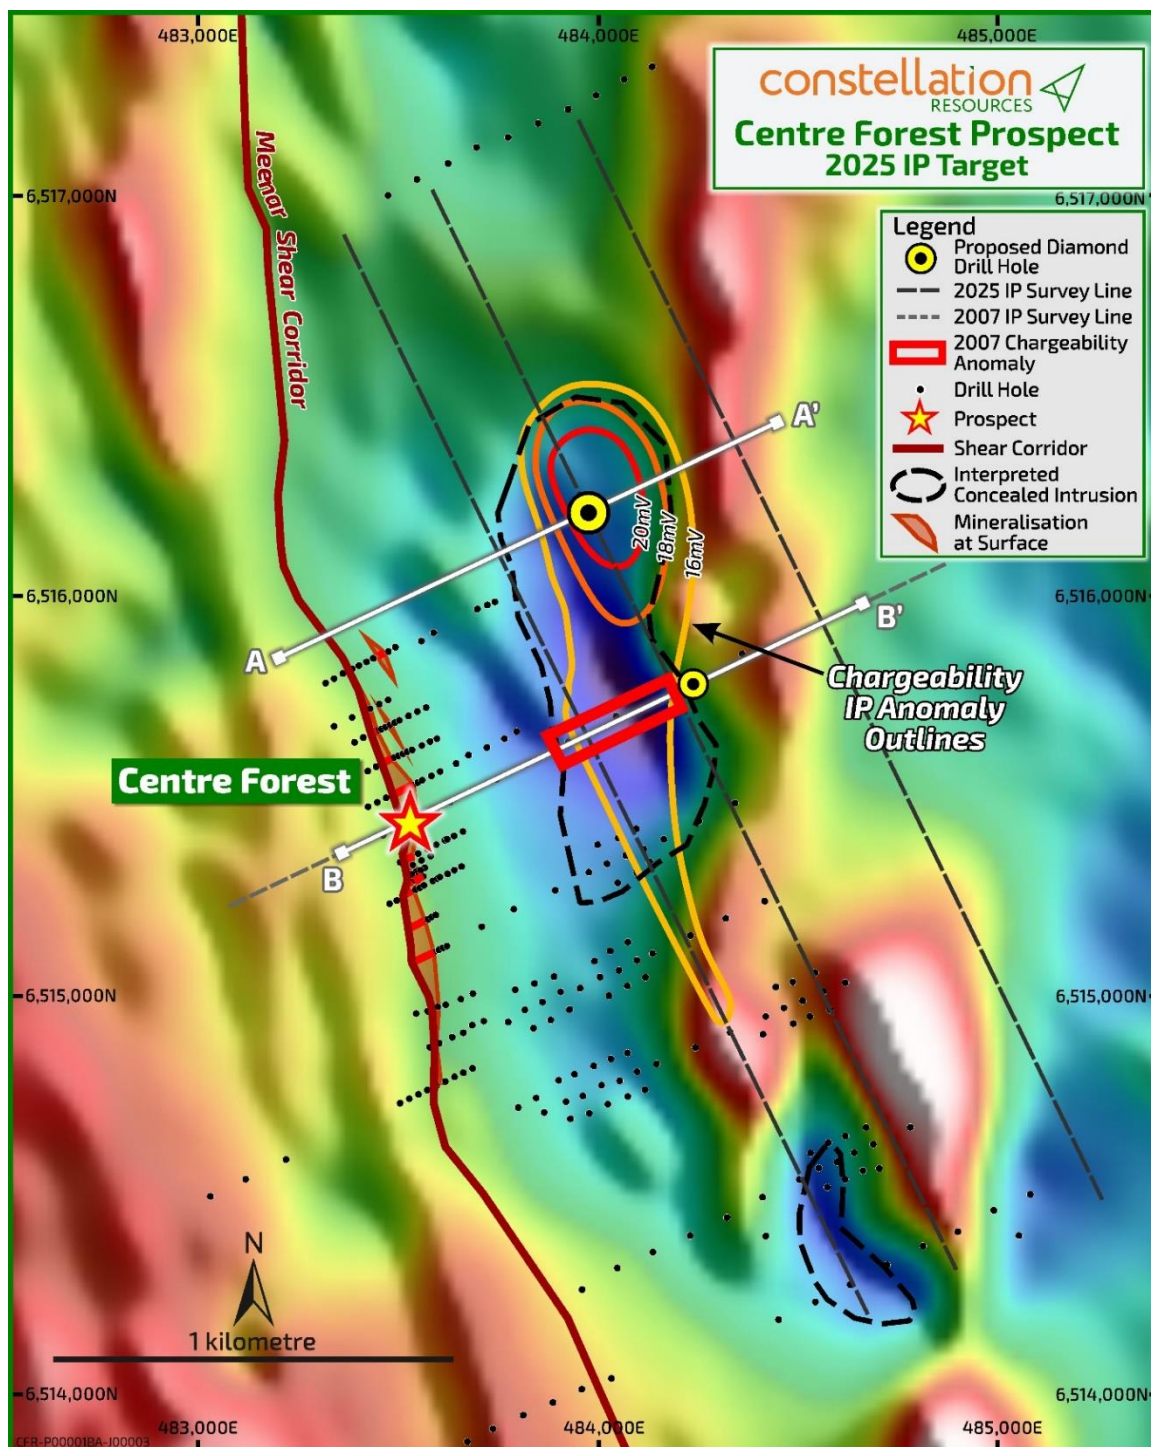 483,000E
484,000E
485,000E
constellation
RESOURCES
Centre Forest Prospect
2025 IP Target
6,517,000N
6,517,000N
Legend
Proposed Diamond
Drill Hole
2025 IP Survey Line
2007 IP Survey Line
2007 Chargeability
Anomaly
Drill Hole
Prospect
Shear Corridor
Interpreted
Concealed Intrusion
Mineralisation
at Surface
Meenar Shear Corridor
A'
20mV
18mV
16mV
6,516,000N
6,516,000N
B'
A
Chargeability
IP Anomaly
Outlines
Centre Forest
B
6,515,000N
6,515,000N
N
1 kilometre
6,514,000N
6,514,000N
483,000E
484,000E
485,000E
CFR-P00001BA-J00003